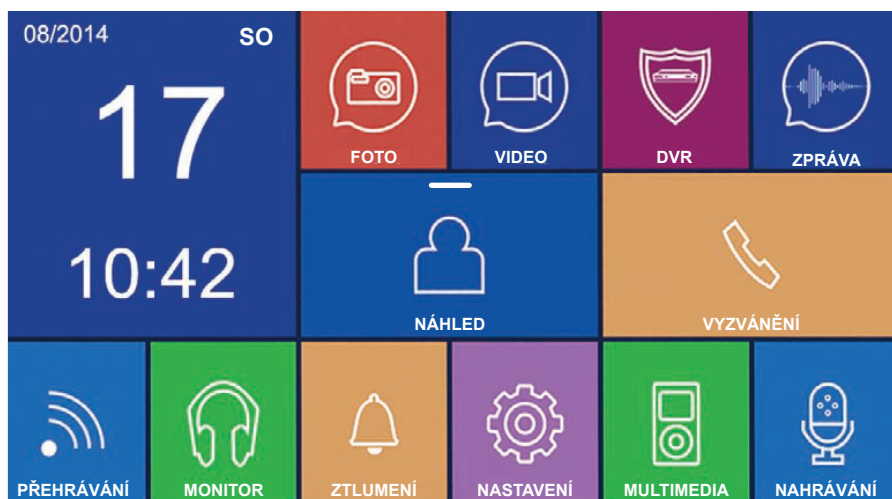 08/2014 SO
17
10:42
FOTO VIDEO DVR ZPRÁVA
NÁHLED VYZVÁNĚNÍ
PŘEHRÁVÁNÍ MONITOR ZTLUMENÍ NASTAVENÍ MULTIMEDIA NAHRÁVÁNÍ